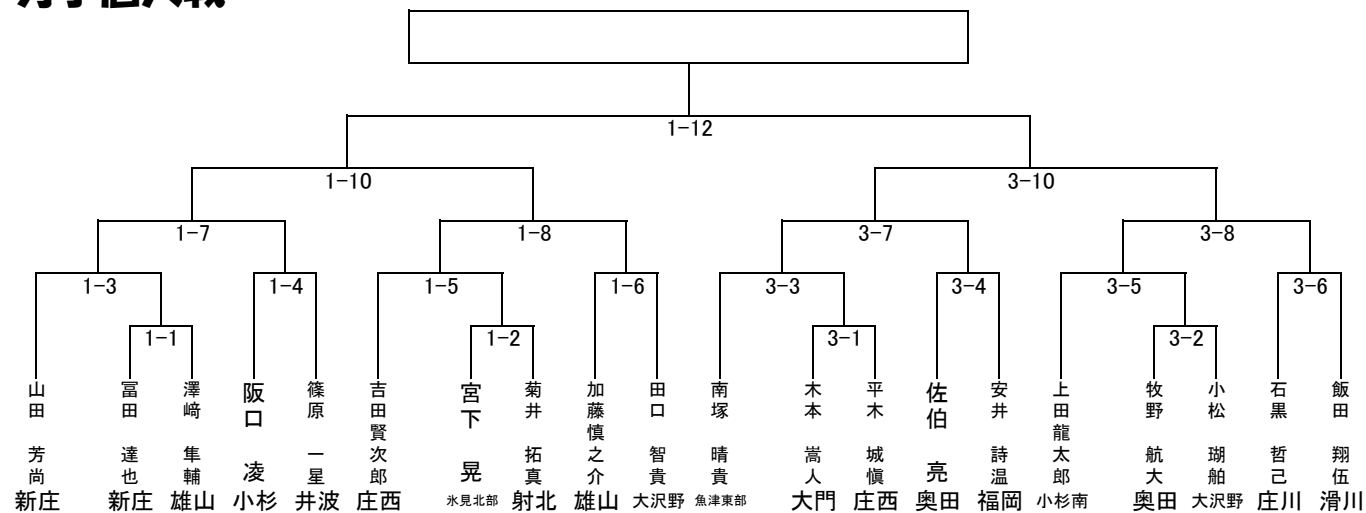 1-12
1-10
3-10
1-7
1-8
3-7
3-8
1-3
1-4
1-5
1-6
3-3
3-4
3-5
3-6
1-1
1-2
3-1
3-2
山田 芳尚
冨田 達也
澤﨑 隼輔
阪口 凌
篠原 一星
吉田賢次郎
宮下 晃
菊井 拓真
加藤慎之介
田口 智貴
南塚 晴貴
木本 嵩人
平木 城愼
佐伯 亮
安井 詩温
上田龍太郎
牧野 航大
小松 瑚舶
石黒 哲己
飯田 翔伍
新庄
新庄
雄山
小杉
井波
庄西
氷見北部
射北
雄山
大沢野
魚津東部
大門
庄西
奥田
福岡
小杉南
奥田
大沢野
庄川
滑川